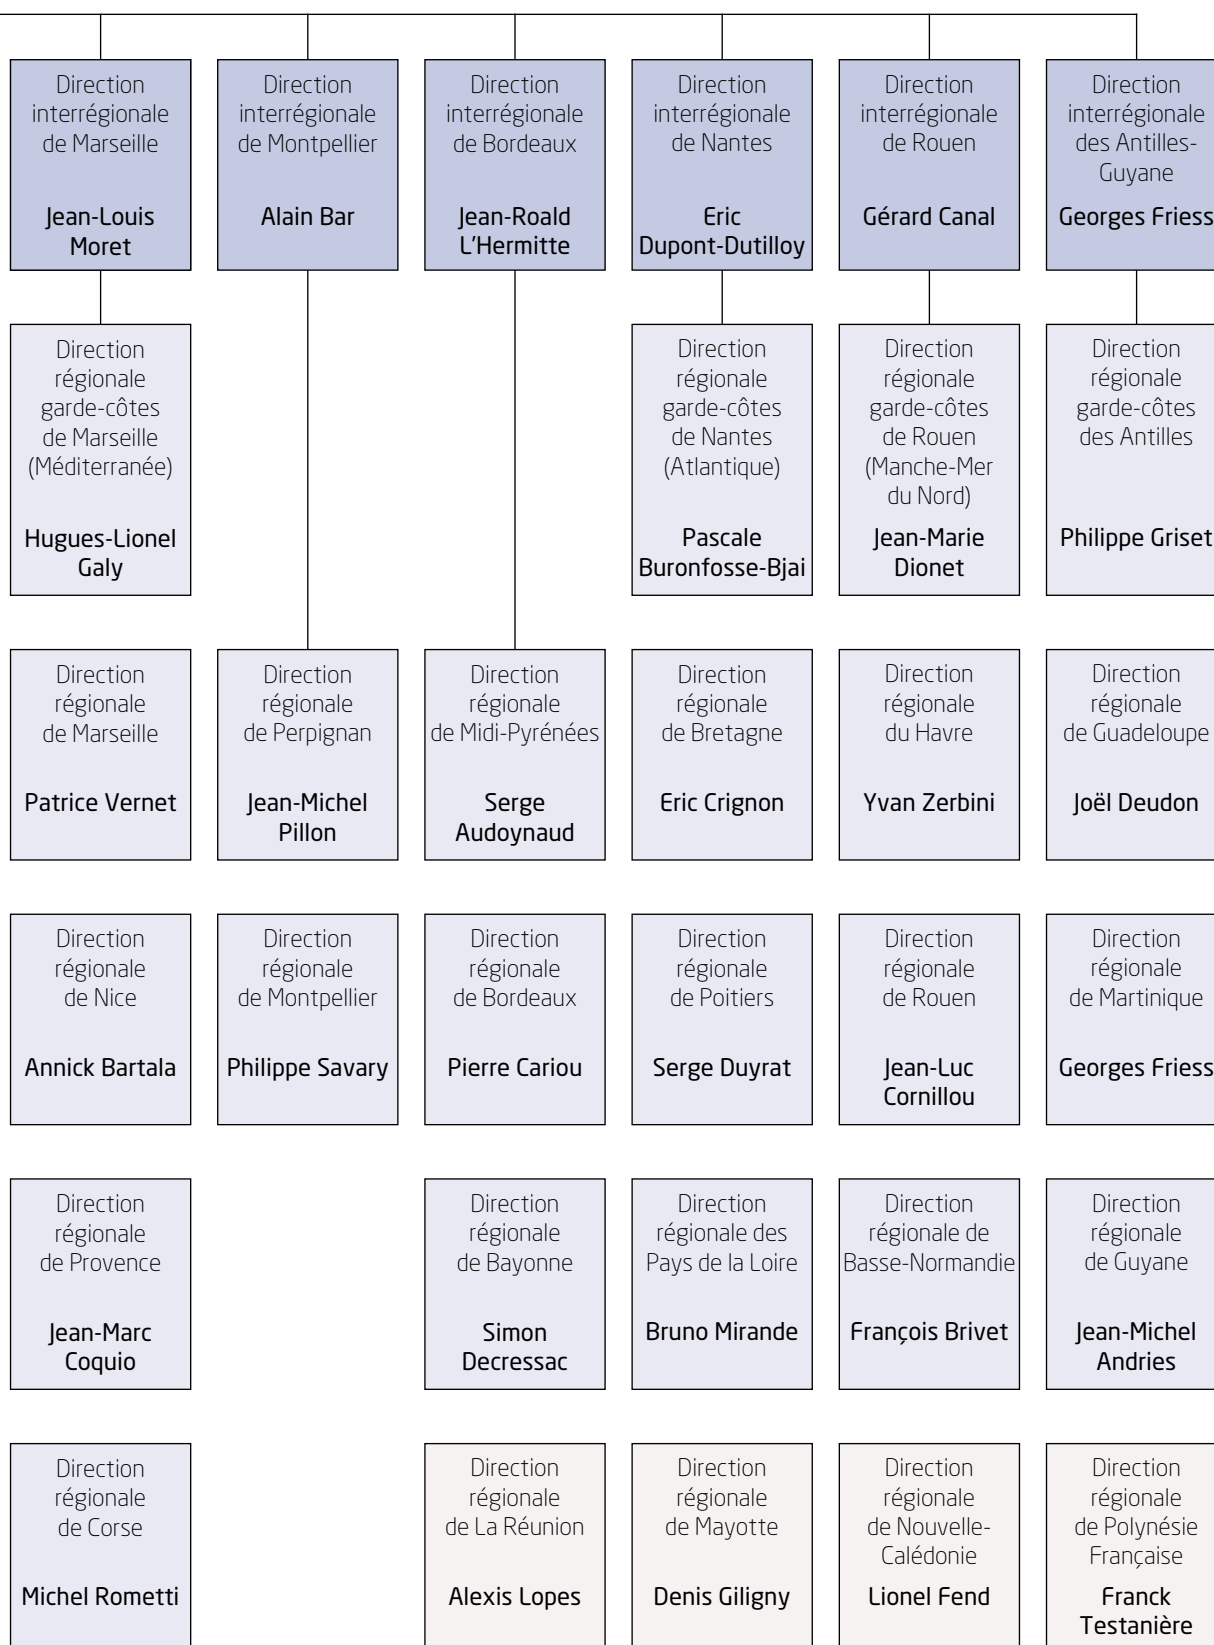 Direction
interrégionale
de Marseille
Jean-Louis
Moret
Direction
interrégionale
de Montpellier
Alain Bar
Direction
interrégionale
de Bordeaux
Jean-Roald
L'Hermitte
Direction
interrégionale
de Nantes
Eric
Dupont-Dutilloy
Direction
interrégionale
de Rouen
Gérard Canal
Direction
interrégionale
des Antilles-
Guyane
Georges Friess
Direction
régionale
garde-côtes
de Marseille
(Méditerranée)
Hugues-Lionel
Galy
Direction
régionale
garde-côtes
de Nantes
(Atlantique)
Pascale
Buronfosse-Bjai
Direction
régionale
garde-côtes
de Rouen
(Manche-Mer
du Nord)
Jean-Marie
Dionet
Direction
régionale
garde-côtes
des Antilles
Philippe Griset
Direction
régionale
de Marseille
Patrice Vernet
Direction
régionale
de Perpignan
Jean-Michel
Pillon
Direction
régionale
de Midi-Pyrénées
Serge
Audoynaud
Direction
régionale
de Bretagne
Eric Crignon
Direction
régionale
du Havre
Yvan Zerbini
Direction
régionale
de Guadeloupe
Joël Deudon
Direction
régionale
de Nice
Annick Bartala
Direction
régionale
de Montpellier
Philippe Savary
Direction
régionale
de Bordeaux
Pierre Cariou
Direction
régionale
de Poitiers
Serge Duyrat
Direction
régionale
de Rouen
Jean-Luc
Cornillou
Direction
régionale
de Martinique
Georges Friess
Direction
régionale
de Provence
Jean-Marc
Coquio
Direction
régionale
de Bayonne
Simon
Decressac
Direction
régionale des
Pays de la Loire
Bruno Mirande
Direction
régionale de
Basse-Normandie
François Brivet
Direction
régionale
de Guyane
Jean-Michel
Andries
Direction
régionale
de Corse
Michel Rometti
Direction
régionale
de La Réunion
Alexis Lopes
Direction
régionale
de Mayotte
Denis Giligny
Direction
régionale
de Nouvelle-
Calédonie
Lionel Fend
Direction
régionale
de Polynésie
Française
Franck
Testanière